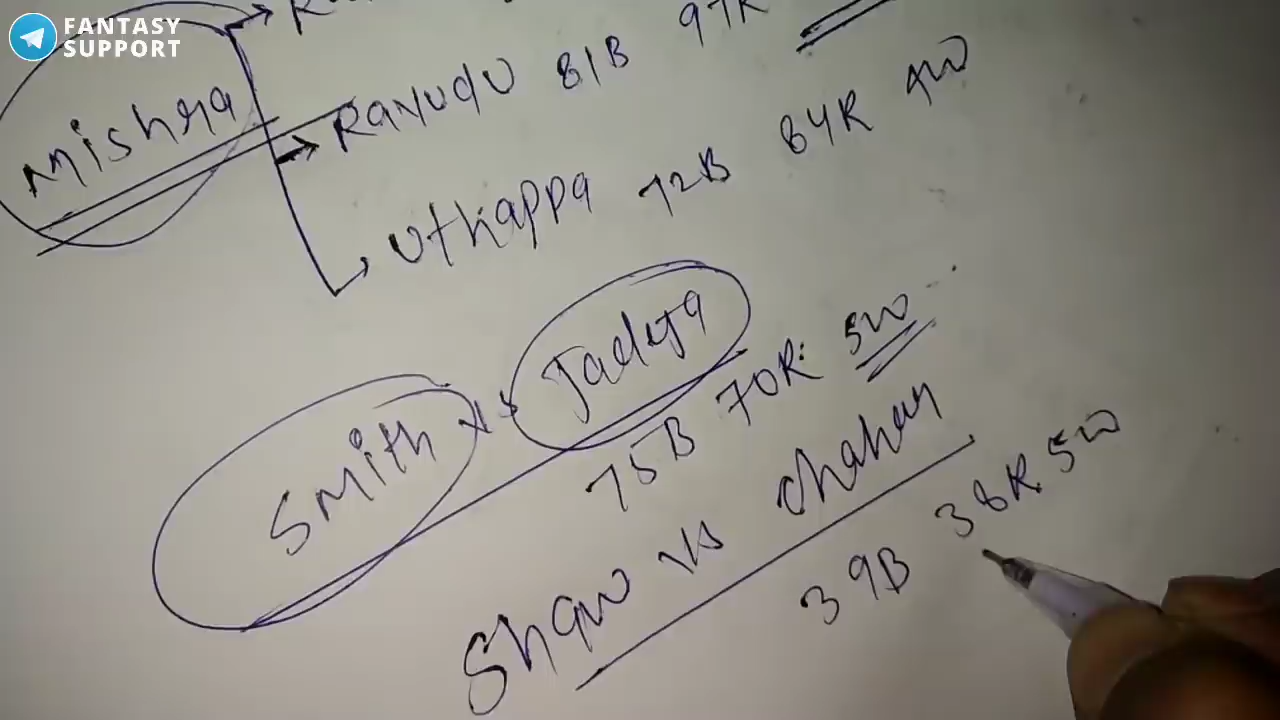 FANTASY
SUPPORT
Mishra
Rayudu 81B 97R
Uthappa 72B 84R 4W
Smith vs Jadeja
75B 70R 5W
Shaw vs Chahar
39B 38R 5W